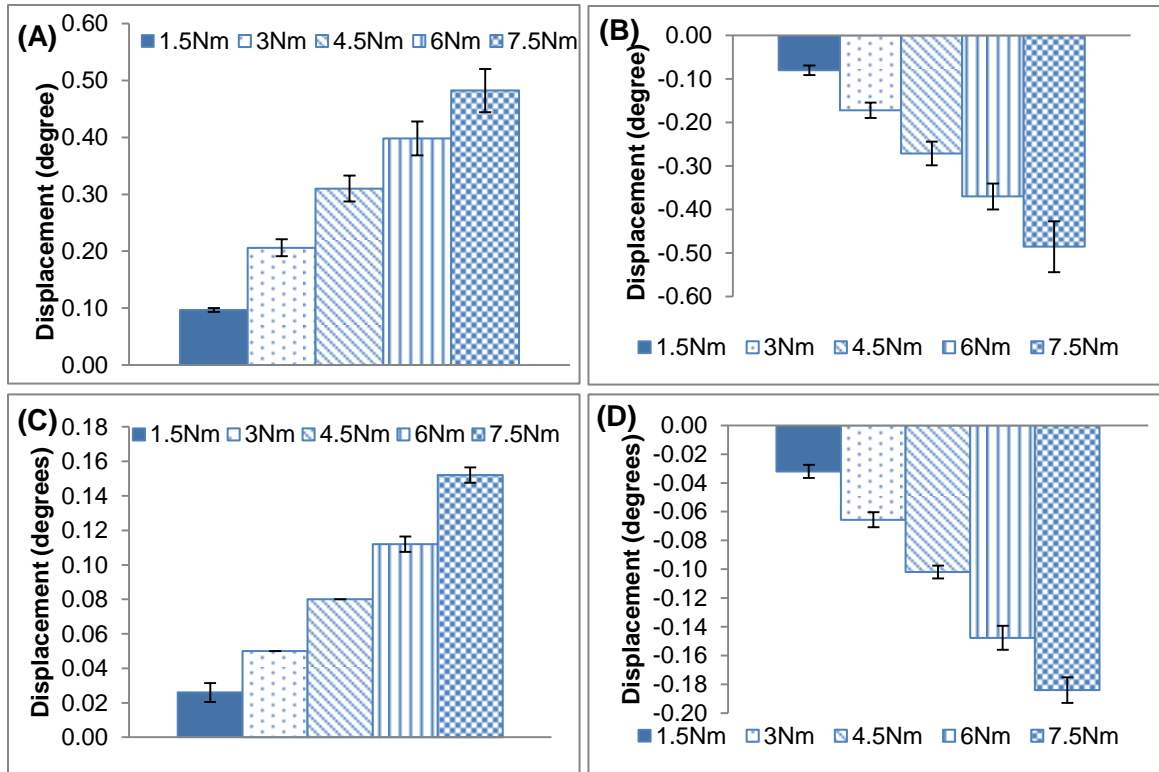 (A)
1.5Nm 3Nm 4.5Nm 6Nm 7.5Nm
Displacement (degree)
0.60
0.50
0.40
0.30
0.20
0.10
0.00
(B)
Displacement (degree)
0.00
-0.10
-0.20
-0.30
-0.40
-0.50
-0.60
1.5Nm 3Nm 4.5Nm 6Nm 7.5Nm
(C)
1.5Nm 3Nm 4.5Nm 6Nm 7.5Nm
Displacement (degrees)
0.18
0.16
0.14
0.12
0.10
0.08
0.06
0.04
0.02
0.00
(D)
Displacement (degrees)
0.00
-0.02
-0.04
-0.06
-0.08
-0.10
-0.12
-0.14
-0.16
-0.18
-0.20
1.5Nm 3Nm 4.5Nm 6Nm 7.5Nm